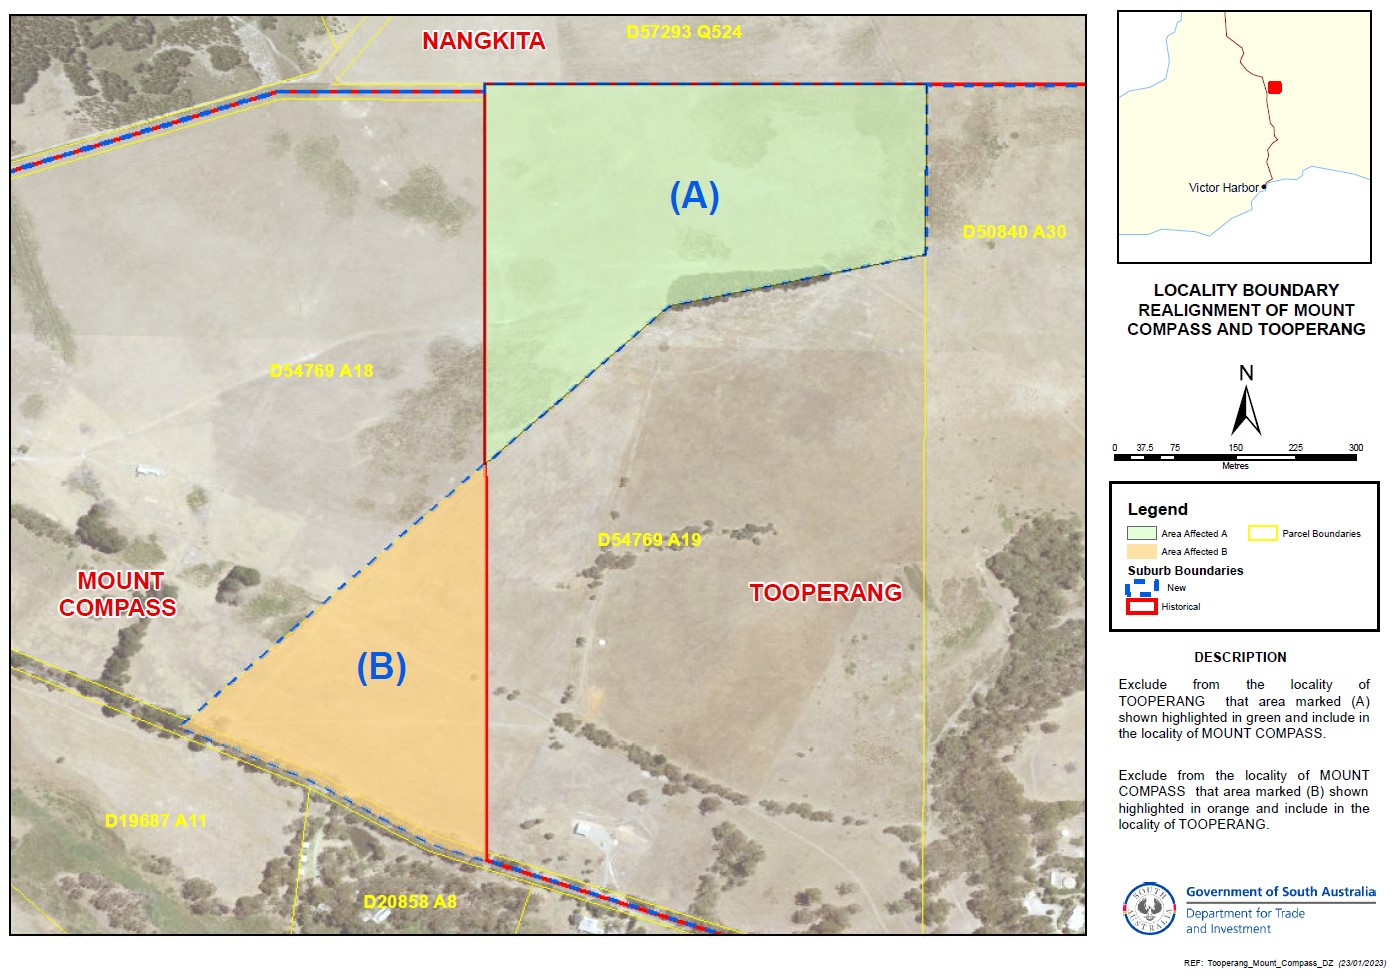 NANGKITA
D57293 Q524
(A)
D50840 A30
D54769 A18
D54769 A19
MOUNT
COMPASS
TOOPERANG
(B)
D19687 A11
D20858 A8
Victor Harbor
LOCALITY BOUNDARY
REALIGNMENT OF MOUNT
COMPASS AND TOOPERANG
N
0 37.5 75 150 225 300
Metres
Legend
Area Affected A
Parcel Boundaries
Area Affected B
Suburb Boundaries
New
Historical
DESCRIPTION
Exclude from the locality of
TOOPERANG that area marked (A)
shown highlighted in green and include in
the locality of MOUNT COMPASS.
Exclude from the locality of MOUNT
COMPASS that area marked (B) shown
highlighted in orange and include in the
locality of TOOPERANG.
SOUTH
AUSTRALIA
Government of South Australia
Department for Trade
and Investment
REF: Tooperang_Mount_Compass_DZ (23/01/2023)